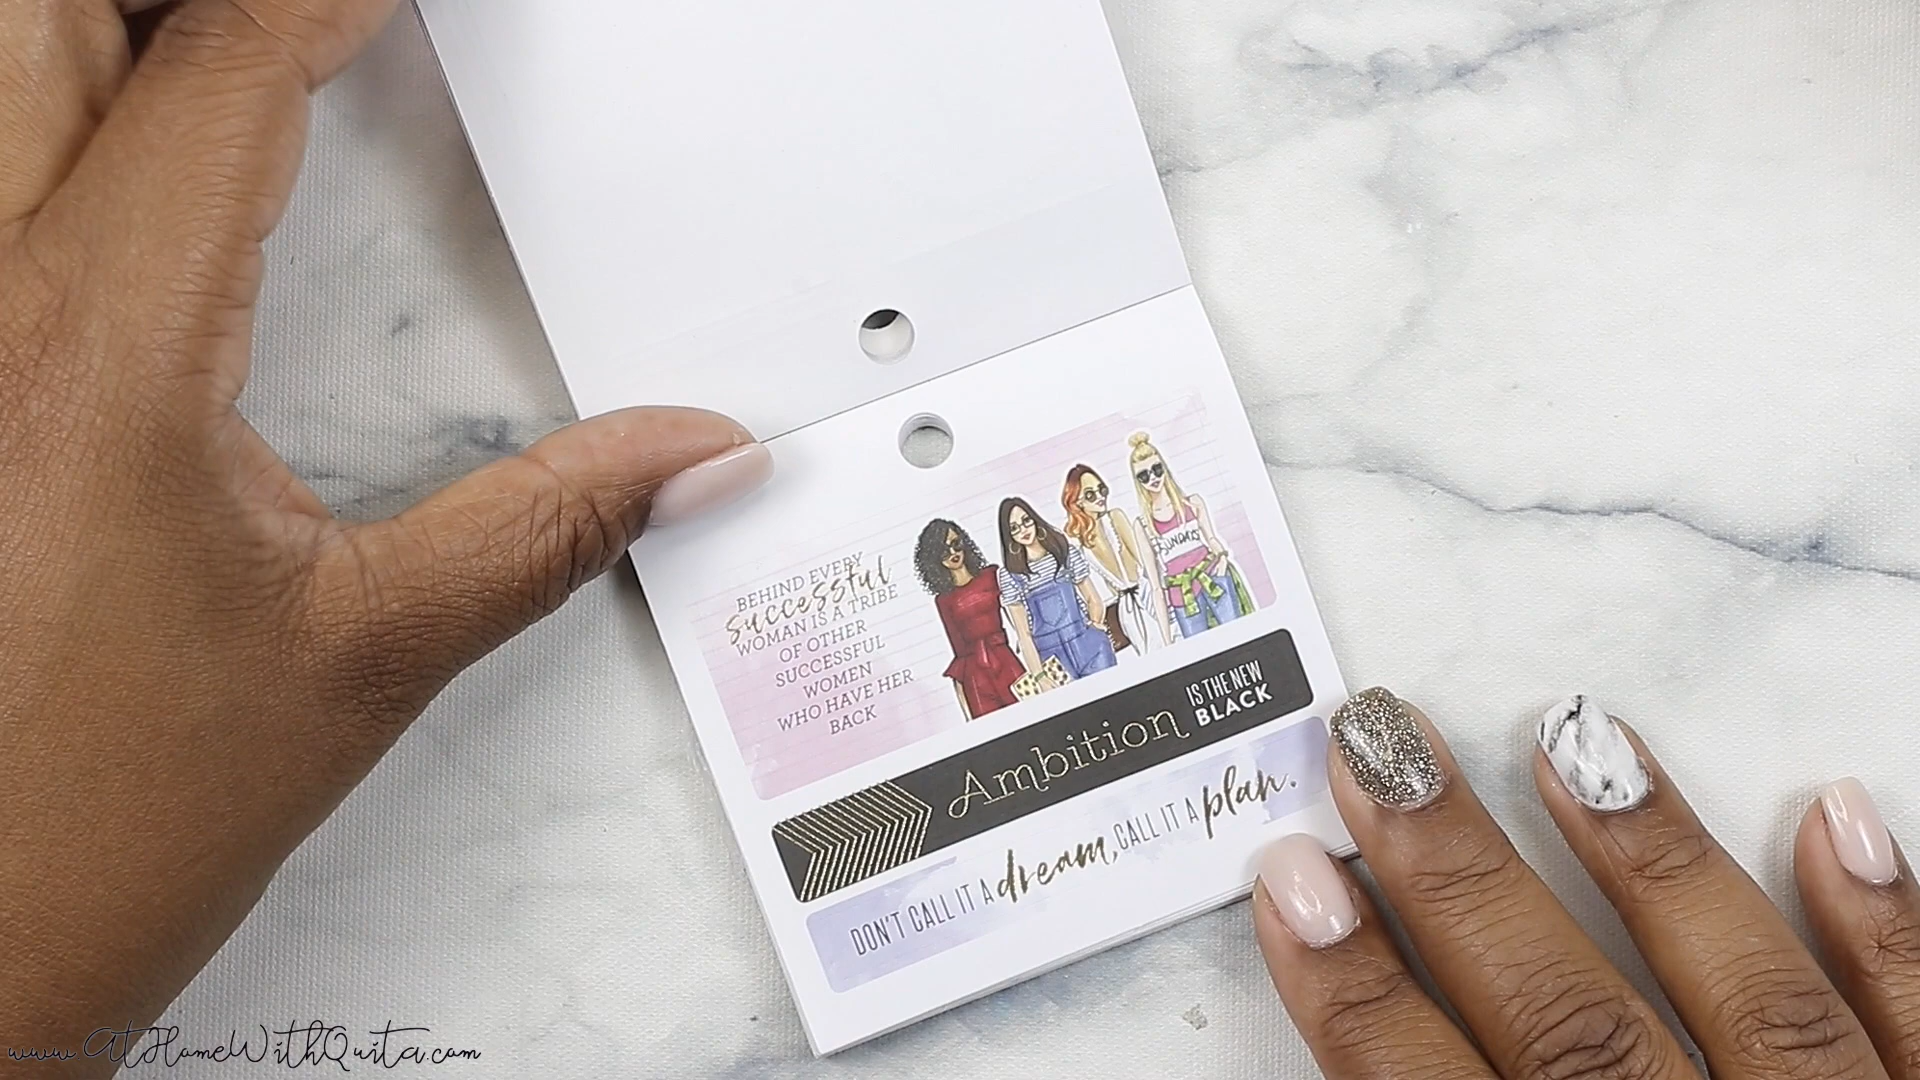 BEHIND EVERY
successful
WOMAN IS A TRIBE
OF OTHER
SUCCESSFUL
WOMEN
WHO HAVE HER
BACK
SUNDAYS
Ambition IS THE NEW
BLACK
DON'T CALL IT A dream, CALL IT A plan.
www.AtHomeWithQuita.com